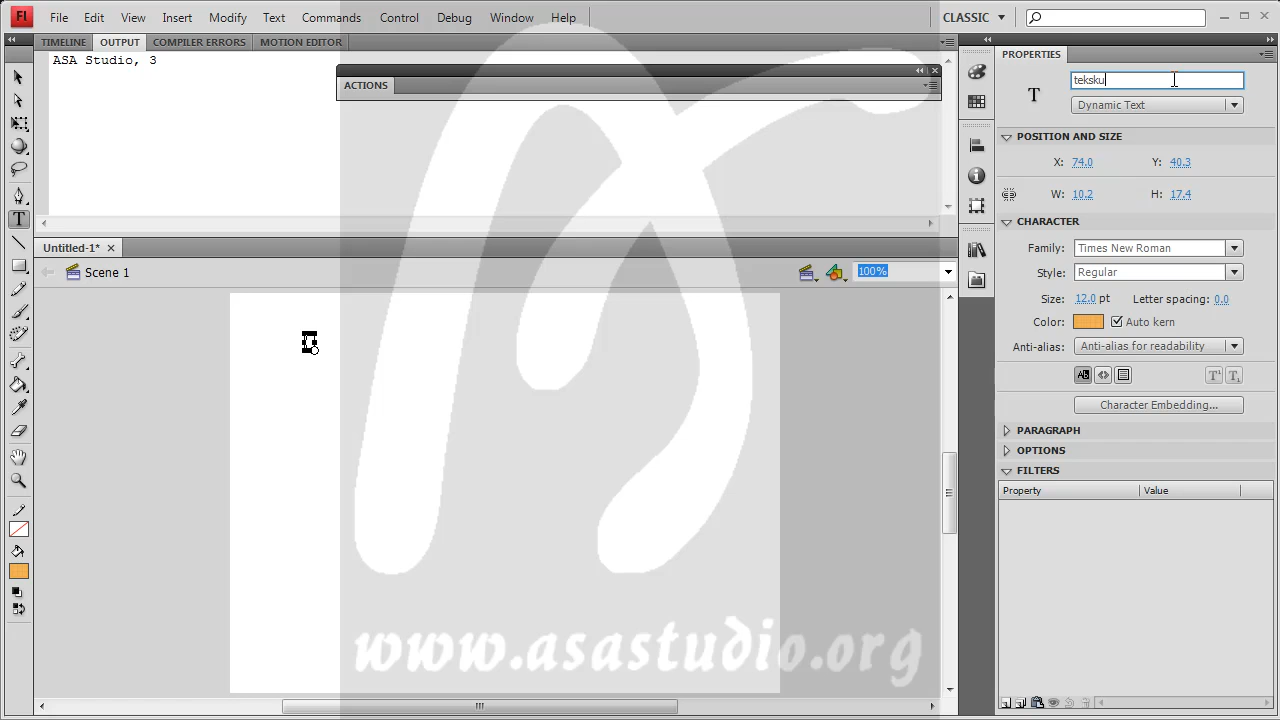 Fl File Edit View Insert Modify Text Commands Control Debug Window Help CLASSIC
TIMELINE OUTPUT COMPILER ERRORS MOTION EDITOR
ASA Studio, 3
ACTIONS
Untitled-1*
Scene 1
100%
www.asastudio.org
PROPERTIES
T
teksku
Dynamic Text
POSITION AND SIZE
X: 74.0 Y: 40.3
W: 10.2 H: 17.4
CHARACTER
Family: Times New Roman
Style: Regular
Size: 12.0 pt Letter spacing: 0.0
Color: Auto kern
Anti-alias: Anti-alias for readability
Character Embedding...
PARAGRAPH
OPTIONS
FILTERS
Property Value